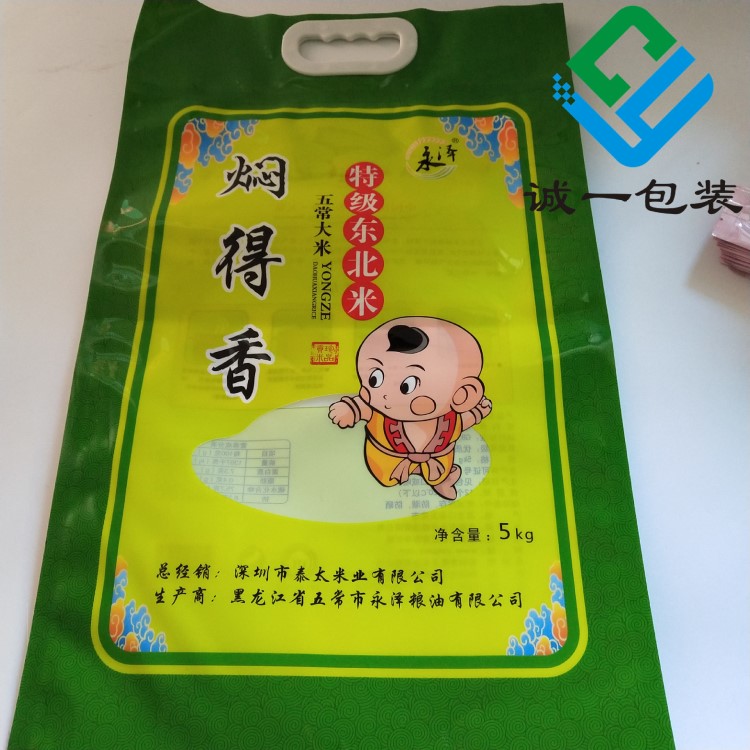 诚一包装
永泽
焖得香
特级东北米
五常大米 YONGZE
DAOHUAXIANGRICE
净含量：5kg
总经销：深圳市泰太米业有限公司
生产商：黑龙江省五常市永泽粮油有限公司